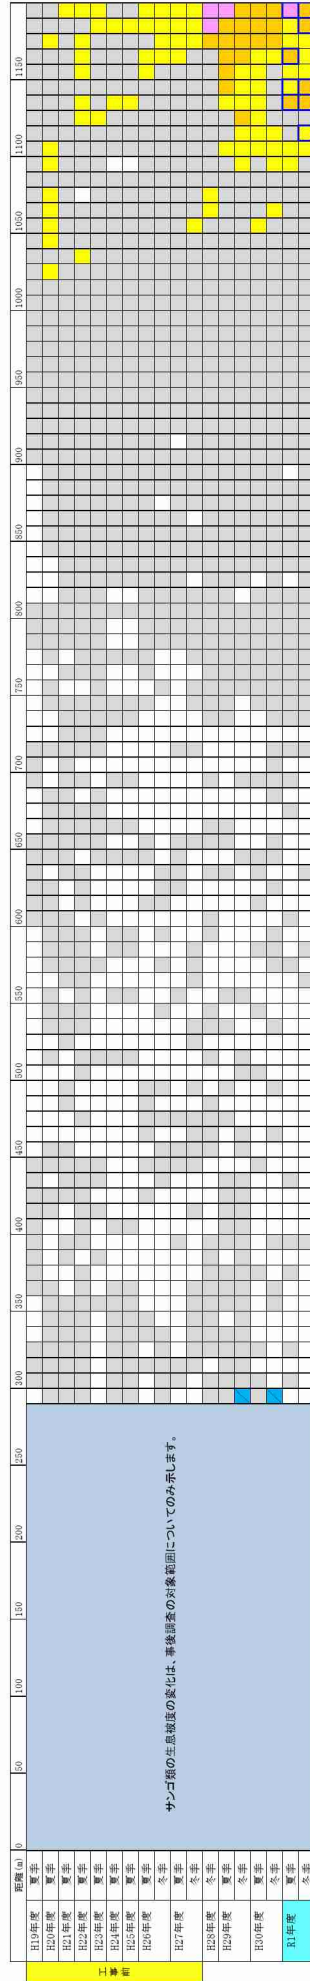 距離(m) 0 50 100 150 200 250 300 350 400 450 500 550 600 650 700 750 800 850 900 950 1000 1050 1100 1150
工事前
H19年度 夏季
H20年度 夏季
H21年度 夏季
H22年度 夏季
H23年度 夏季
H24年度 夏季
H25年度 夏季
H26年度 夏季
冬季
H27年度 夏季
冬季
H28年度 冬季
H29年度 夏季
冬季
H30年度 夏季
冬季
R1年度 夏季
冬季
サンゴ類の生息被度の変化は、事後調査の対象範囲についてのみ示します。